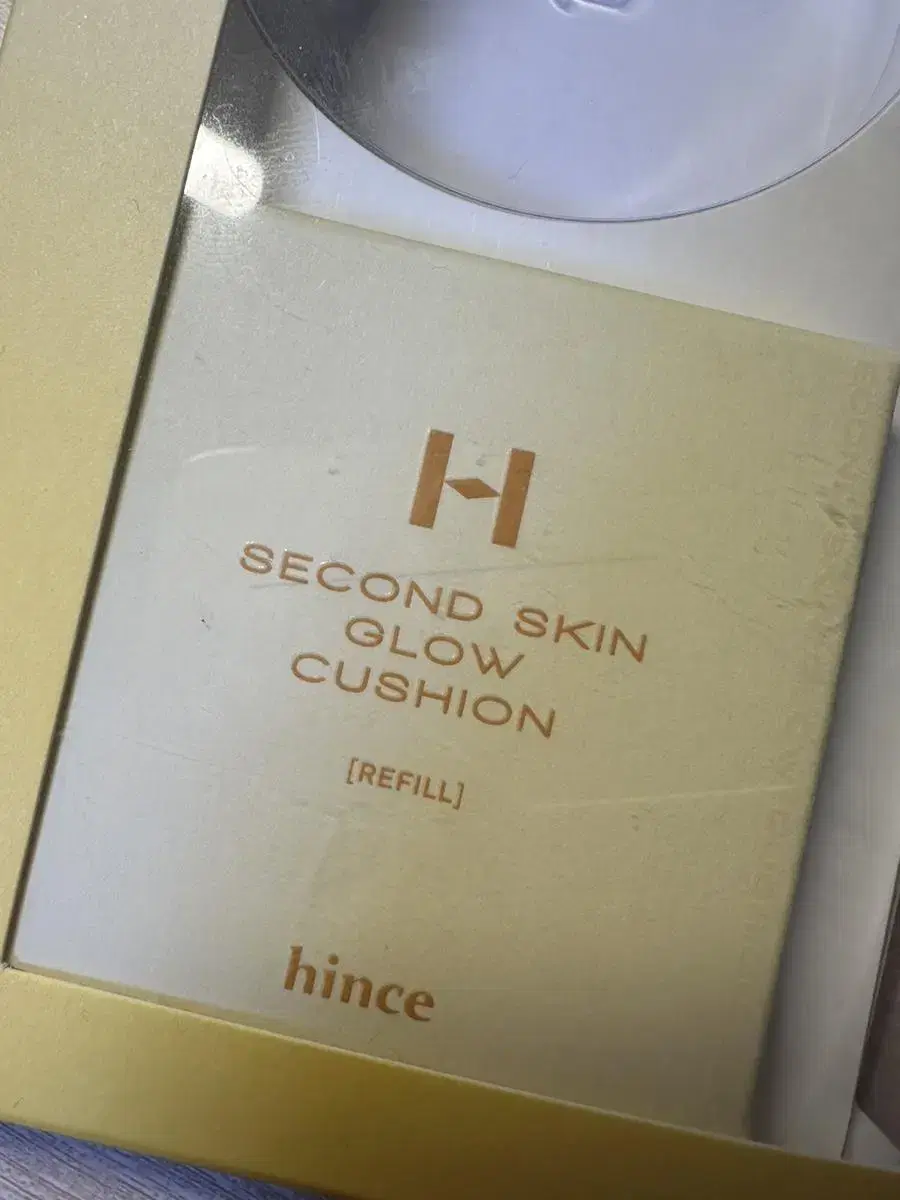 H
SECOND SKIN
GLOW
CUSHION
[REFILL]
hince